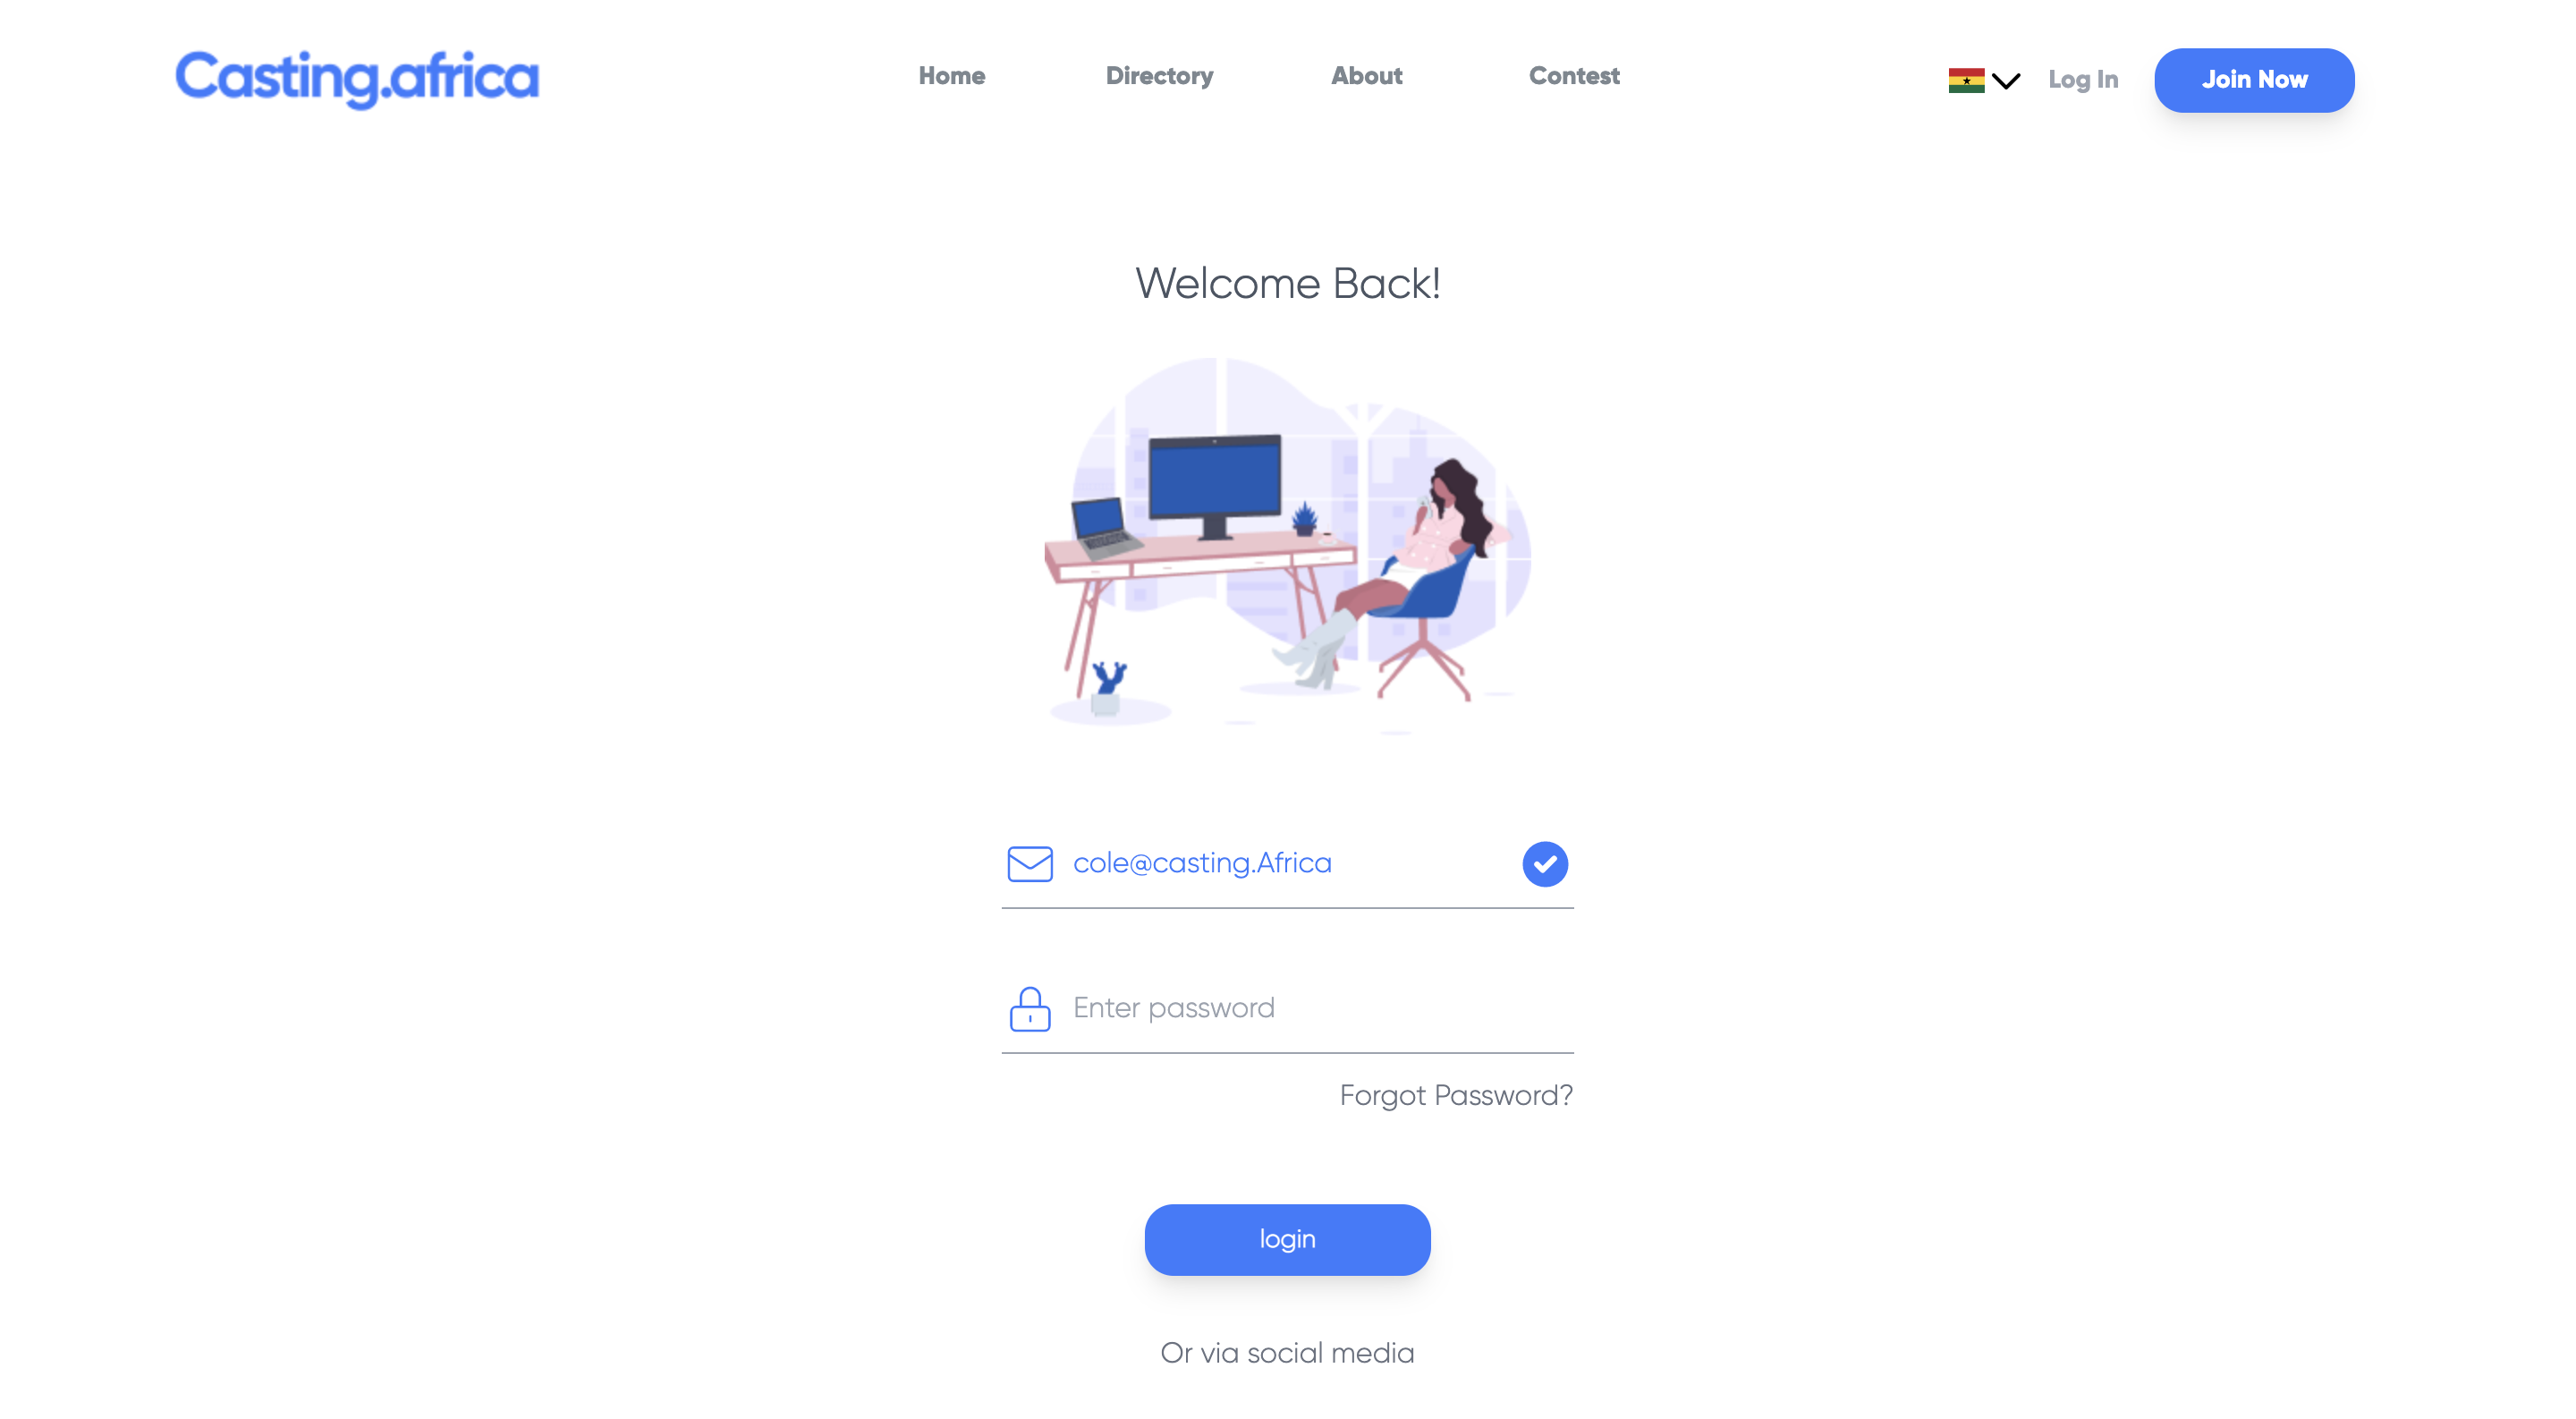 Casting.africa
Home Directory About Contest Log In Join Now
Welcome Back!
cole@casting.Africa
Enter password
Forgot Password?
login
Or via social media